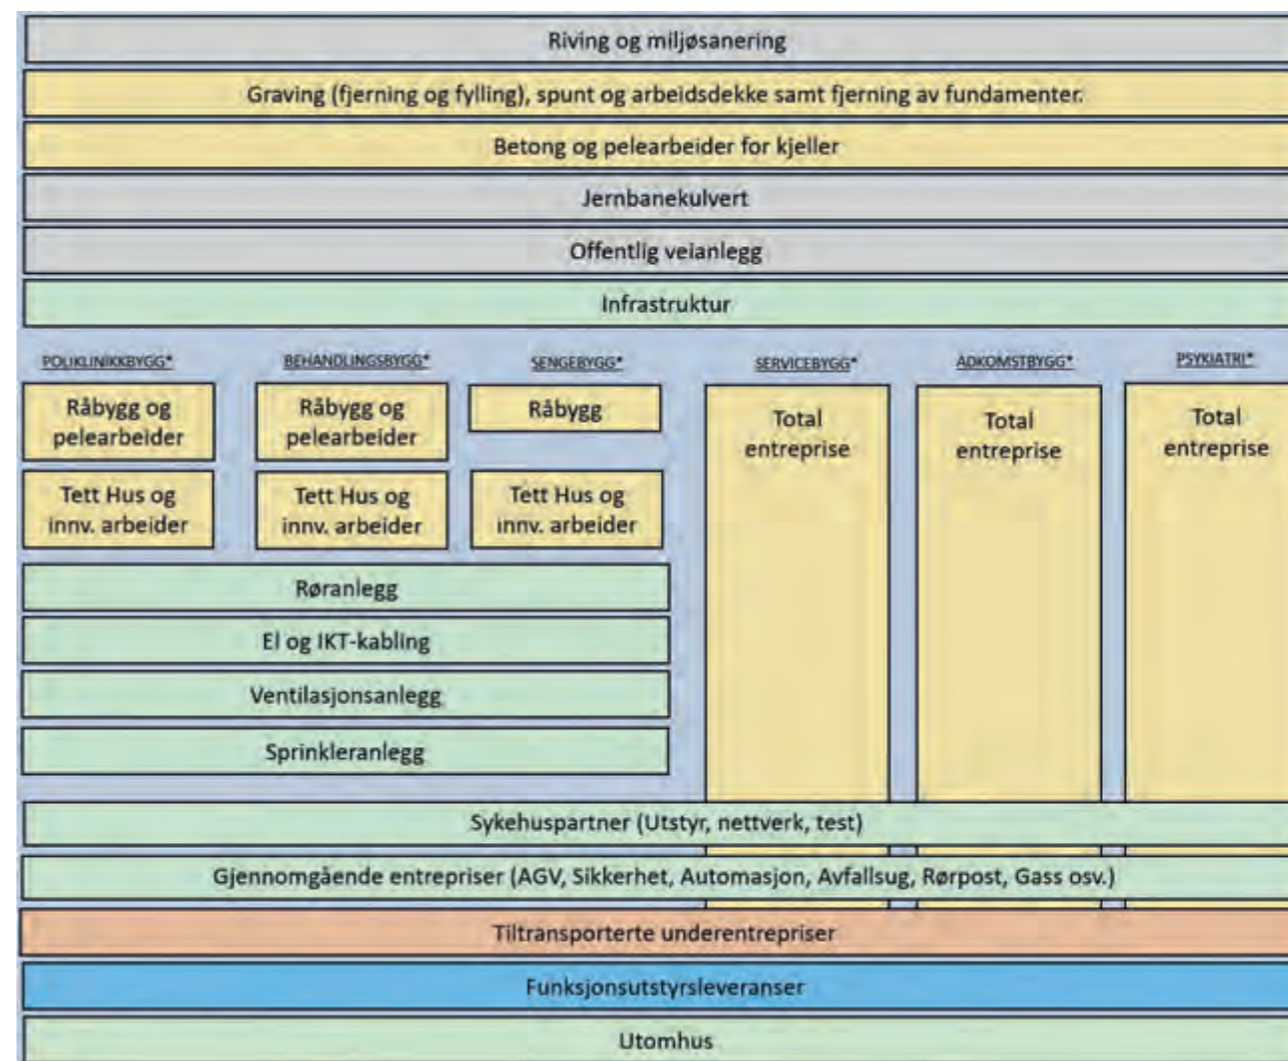 Riving og miljøsanering
Graving (fjerning og fylling), spunt og arbeidsdekke samt fjerning av fundamenter.
Betong og pelearbeider for kjeller
Jernbanekulvert
Offentlig veianlegg
Infrastruktur
POLIKLINIKKBYGG*
BEHANDLINGSBYGG*
SENGEBYGG*
SERVICEBYGG*
ADKOMSTBYGG*
PSYKIATRI*
Råbygg og
pelearbeider
Råbygg og
pelearbeider
Råbygg
Total
entreprise
Total
entreprise
Total
entreprise
Tett Hus og
innv. arbeider
Tett Hus og
innv. arbeider
Tett Hus og
innv. arbeider
Røranlegg
El og IKT-kabling
Ventilasjonsanlegg
Sprinkleranlegg
Sykehuspartner (Utstyr, nettverk, test)
Gjennomgående entrepriser (AGV, Sikkerhet, Automasjon, Avfallsug, Rørpost, Gass osv.)
Tiltransporterte underentrepriser
Funksjonsutstyrsleveranser
Utomhus